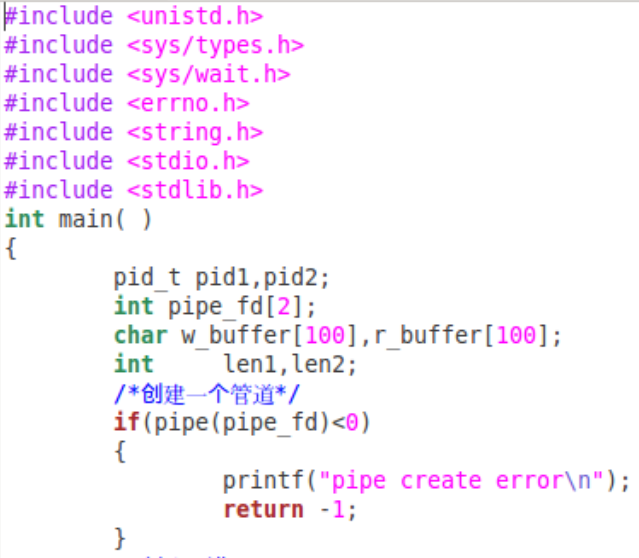 #include <unistd.h>
#include <sys/types.h>
#include <sys/wait.h>
#include <errno.h>
#include <string.h>
#include <stdio.h>
#include <stdlib.h>
int main( )
{
        pid_t pid1,pid2;
        int pipe_fd[2];
        char w_buffer[100],r_buffer[100];
        int     len1,len2;
        /*创建一个管道*/
        if(pipe(pipe_fd)<0)
        {
                printf("pipe create error\n");
                return -1;
        }